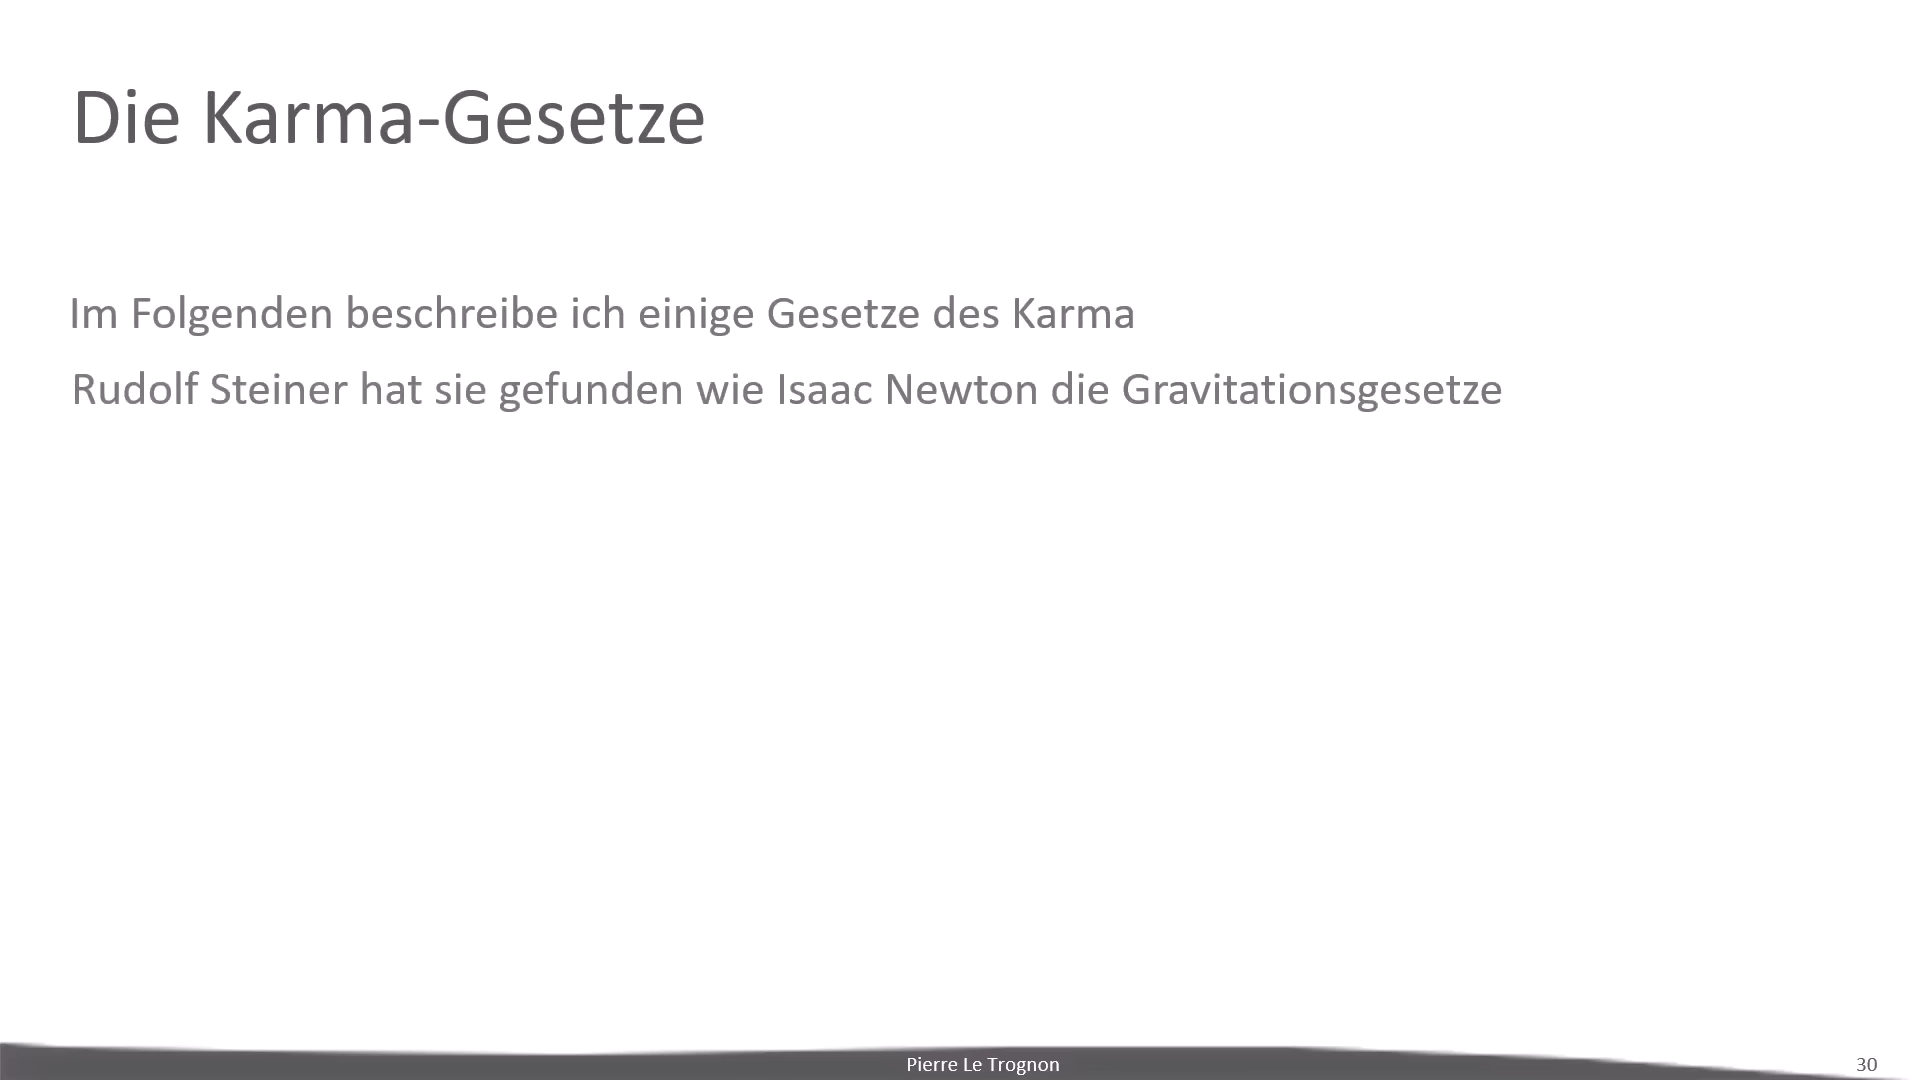 Die Karma-Gesetze
Im Folgenden beschreibe ich einige Gesetze des Karma
Rudolf Steiner hat sie gefunden wie Isaac Newton die Gravitationsgesetze
Pierre Le Trognon
30